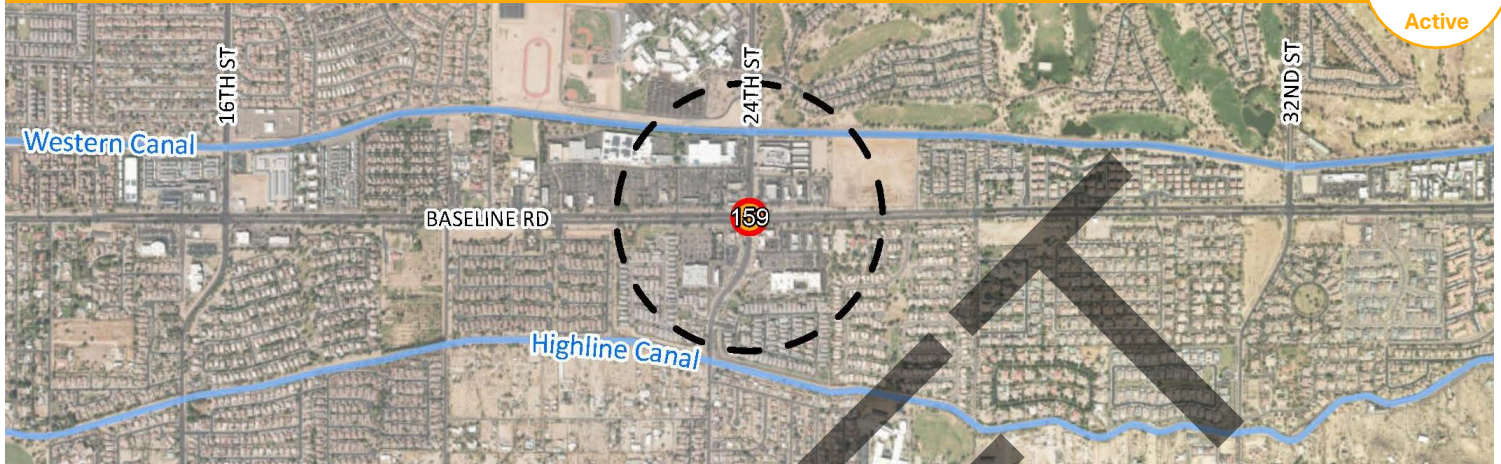 Active
16TH ST
24TH ST
32ND ST
Western Canal
BASELINE RD
159
Highline Canal